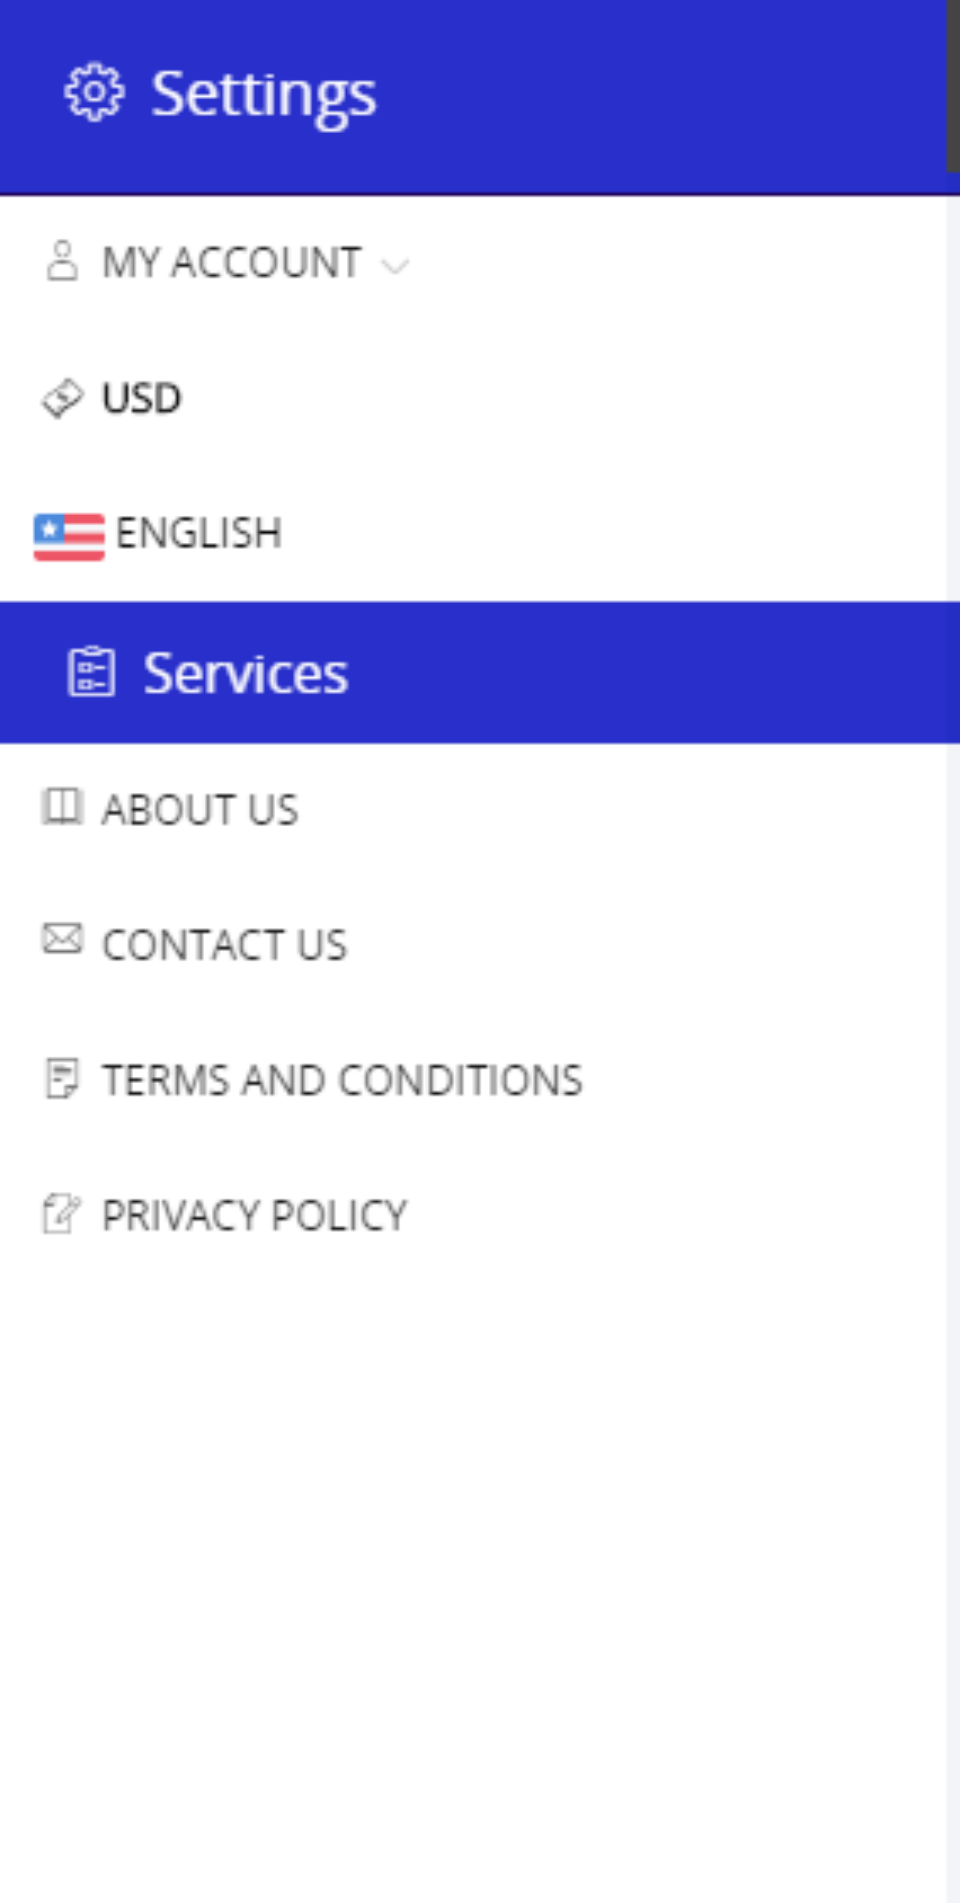 Settings
MY ACCOUNT
USD
ENGLISH
Services
ABOUT US
CONTACT US
TERMS AND CONDITIONS
PRIVACY POLICY